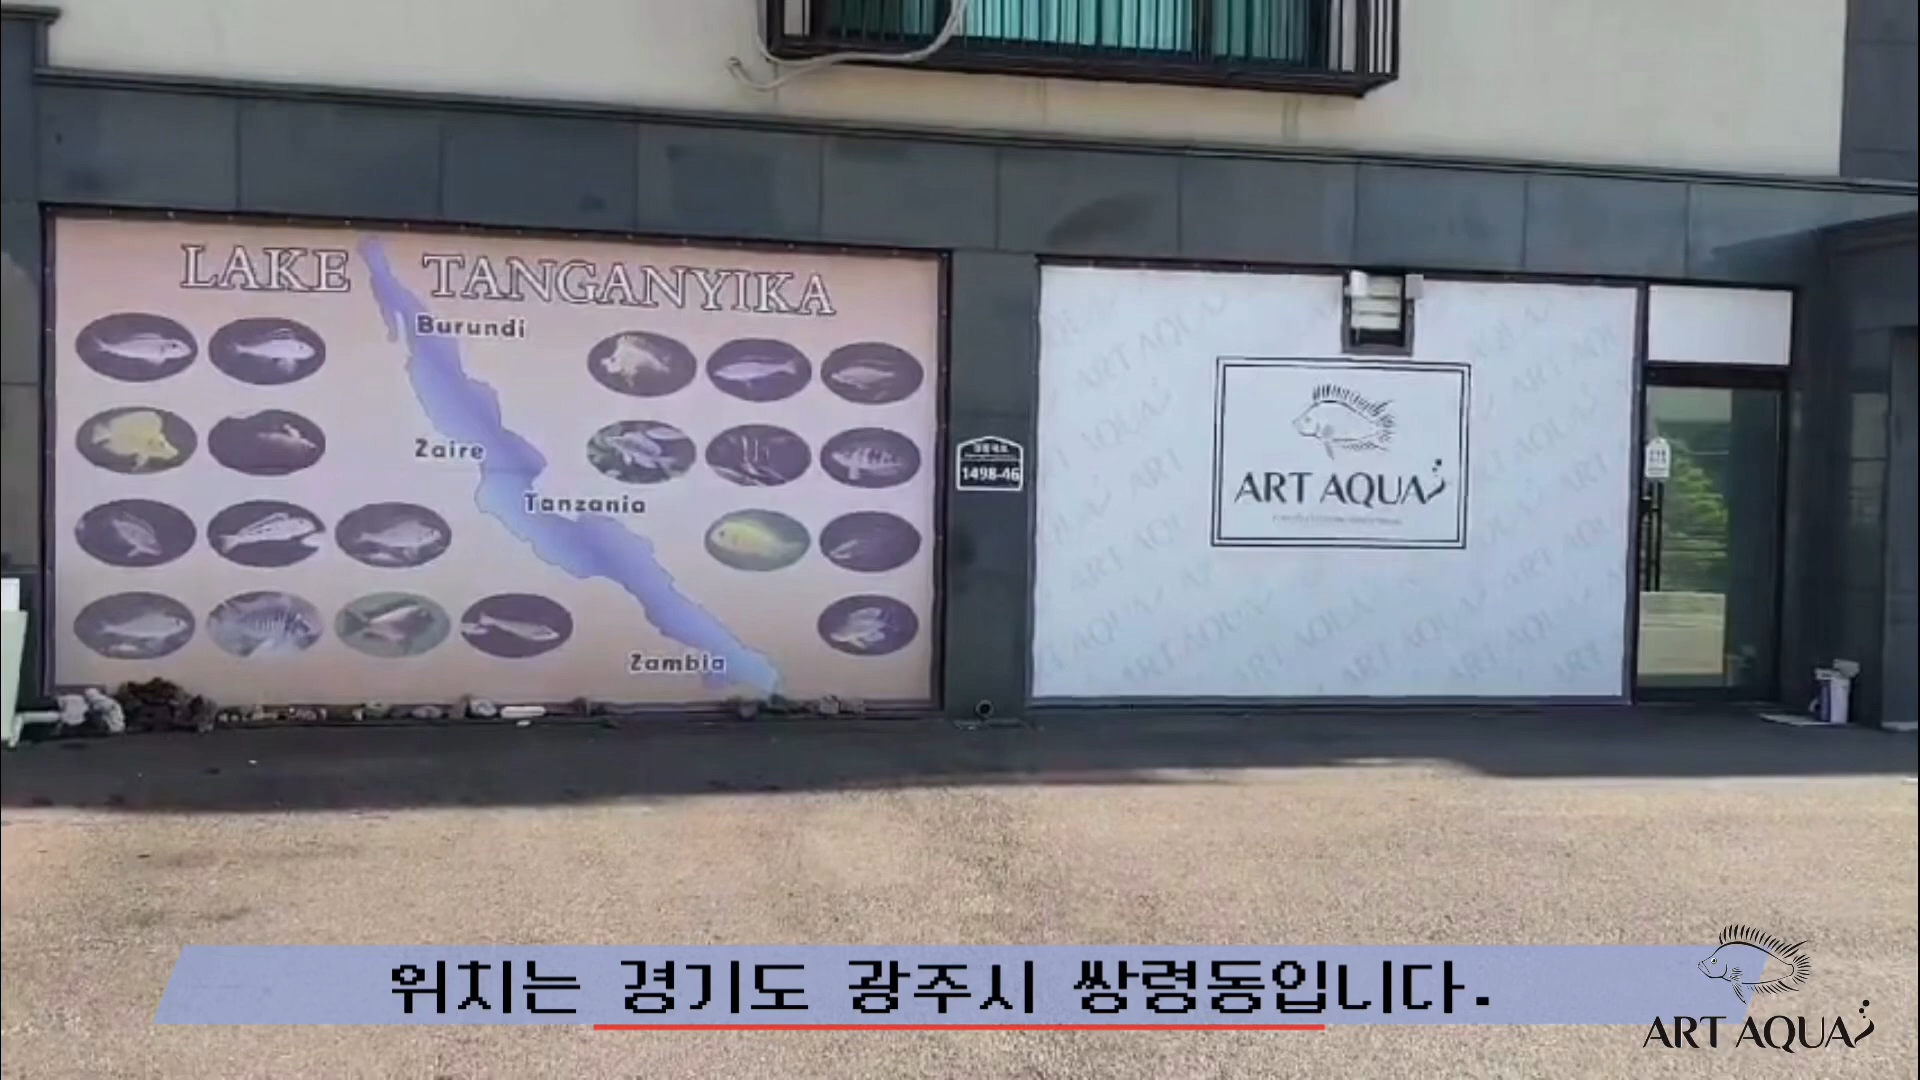 LAKE TANGANYIKA
Burundi
Zaire
Tanzania
Zambia
1498-46
ART AQUA
위치는 경기도 광주시 쌍령동입니다.
ART AQUA